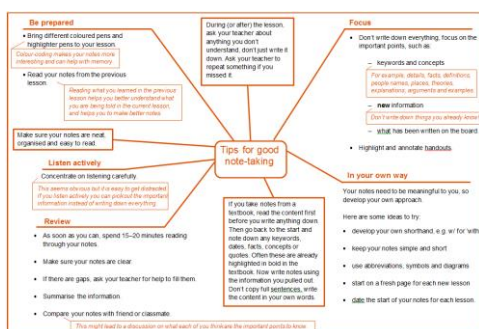 Be prepared
• Bring different coloured pens and
highlighter pens to your lesson.
Colour-coding makes your notes more
interesting and can help with memory.
• Read your notes from the previous
lesson.
Reading what you learned in the previous
lesson helps you better understand what
you are being told in the current lesson,
and helps you to make better notes.
Make sure your notes are neat,
organised and easy to read.
Listen actively
Concentrate on listening carefully.
This seems obvious but it is easy to get distracted.
If you listen actively you can pick out the important
information instead of writing down everything.
Review
• As soon as you can, spend 15–20 minutes reading
through your notes.
• Make sure your notes are clear.
• If there are gaps, ask your teacher for help to fill them.
• Summarise the information.
• Compare your notes with friend or classmate.
This might lead to a discussion on what each of you think are the important points to know.
During (or after) the lesson,
ask your teacher about
anything you don't
understand, don't just write it
down. Ask your teacher to
repeat something if you
missed it.
Tips for good
note-taking
If you take notes from a
textbook, read the content first
before you write anything down.
Then go back to the start and
note down any keywords,
dates, facts, concepts or
quotes. Often these are already
highlighted in bold in the
textbook. Now write notes using
the information you pulled out.
Don't copy full sentences, write
the content in your own words.
Focus
• Don't write down everything, focus on the
important points, such as:
– keywords and concepts
For example: details, facts, definitions,
people names, places, theories,
explanations, arguments and examples.
– new information
Don't write down things you already know.
– what has been written on the board.
• Highlight and annotate handouts.
In your own way
Your notes need to be meaningful to you, so
develop your own approach.
Here are some ideas to try:
• develop your own shorthand, e.g. w/ for 'with'
• keep your notes simple and short
• use abbreviations, symbols and diagrams
• start on a fresh page for each new lesson
• date the start of your notes for each lesson.